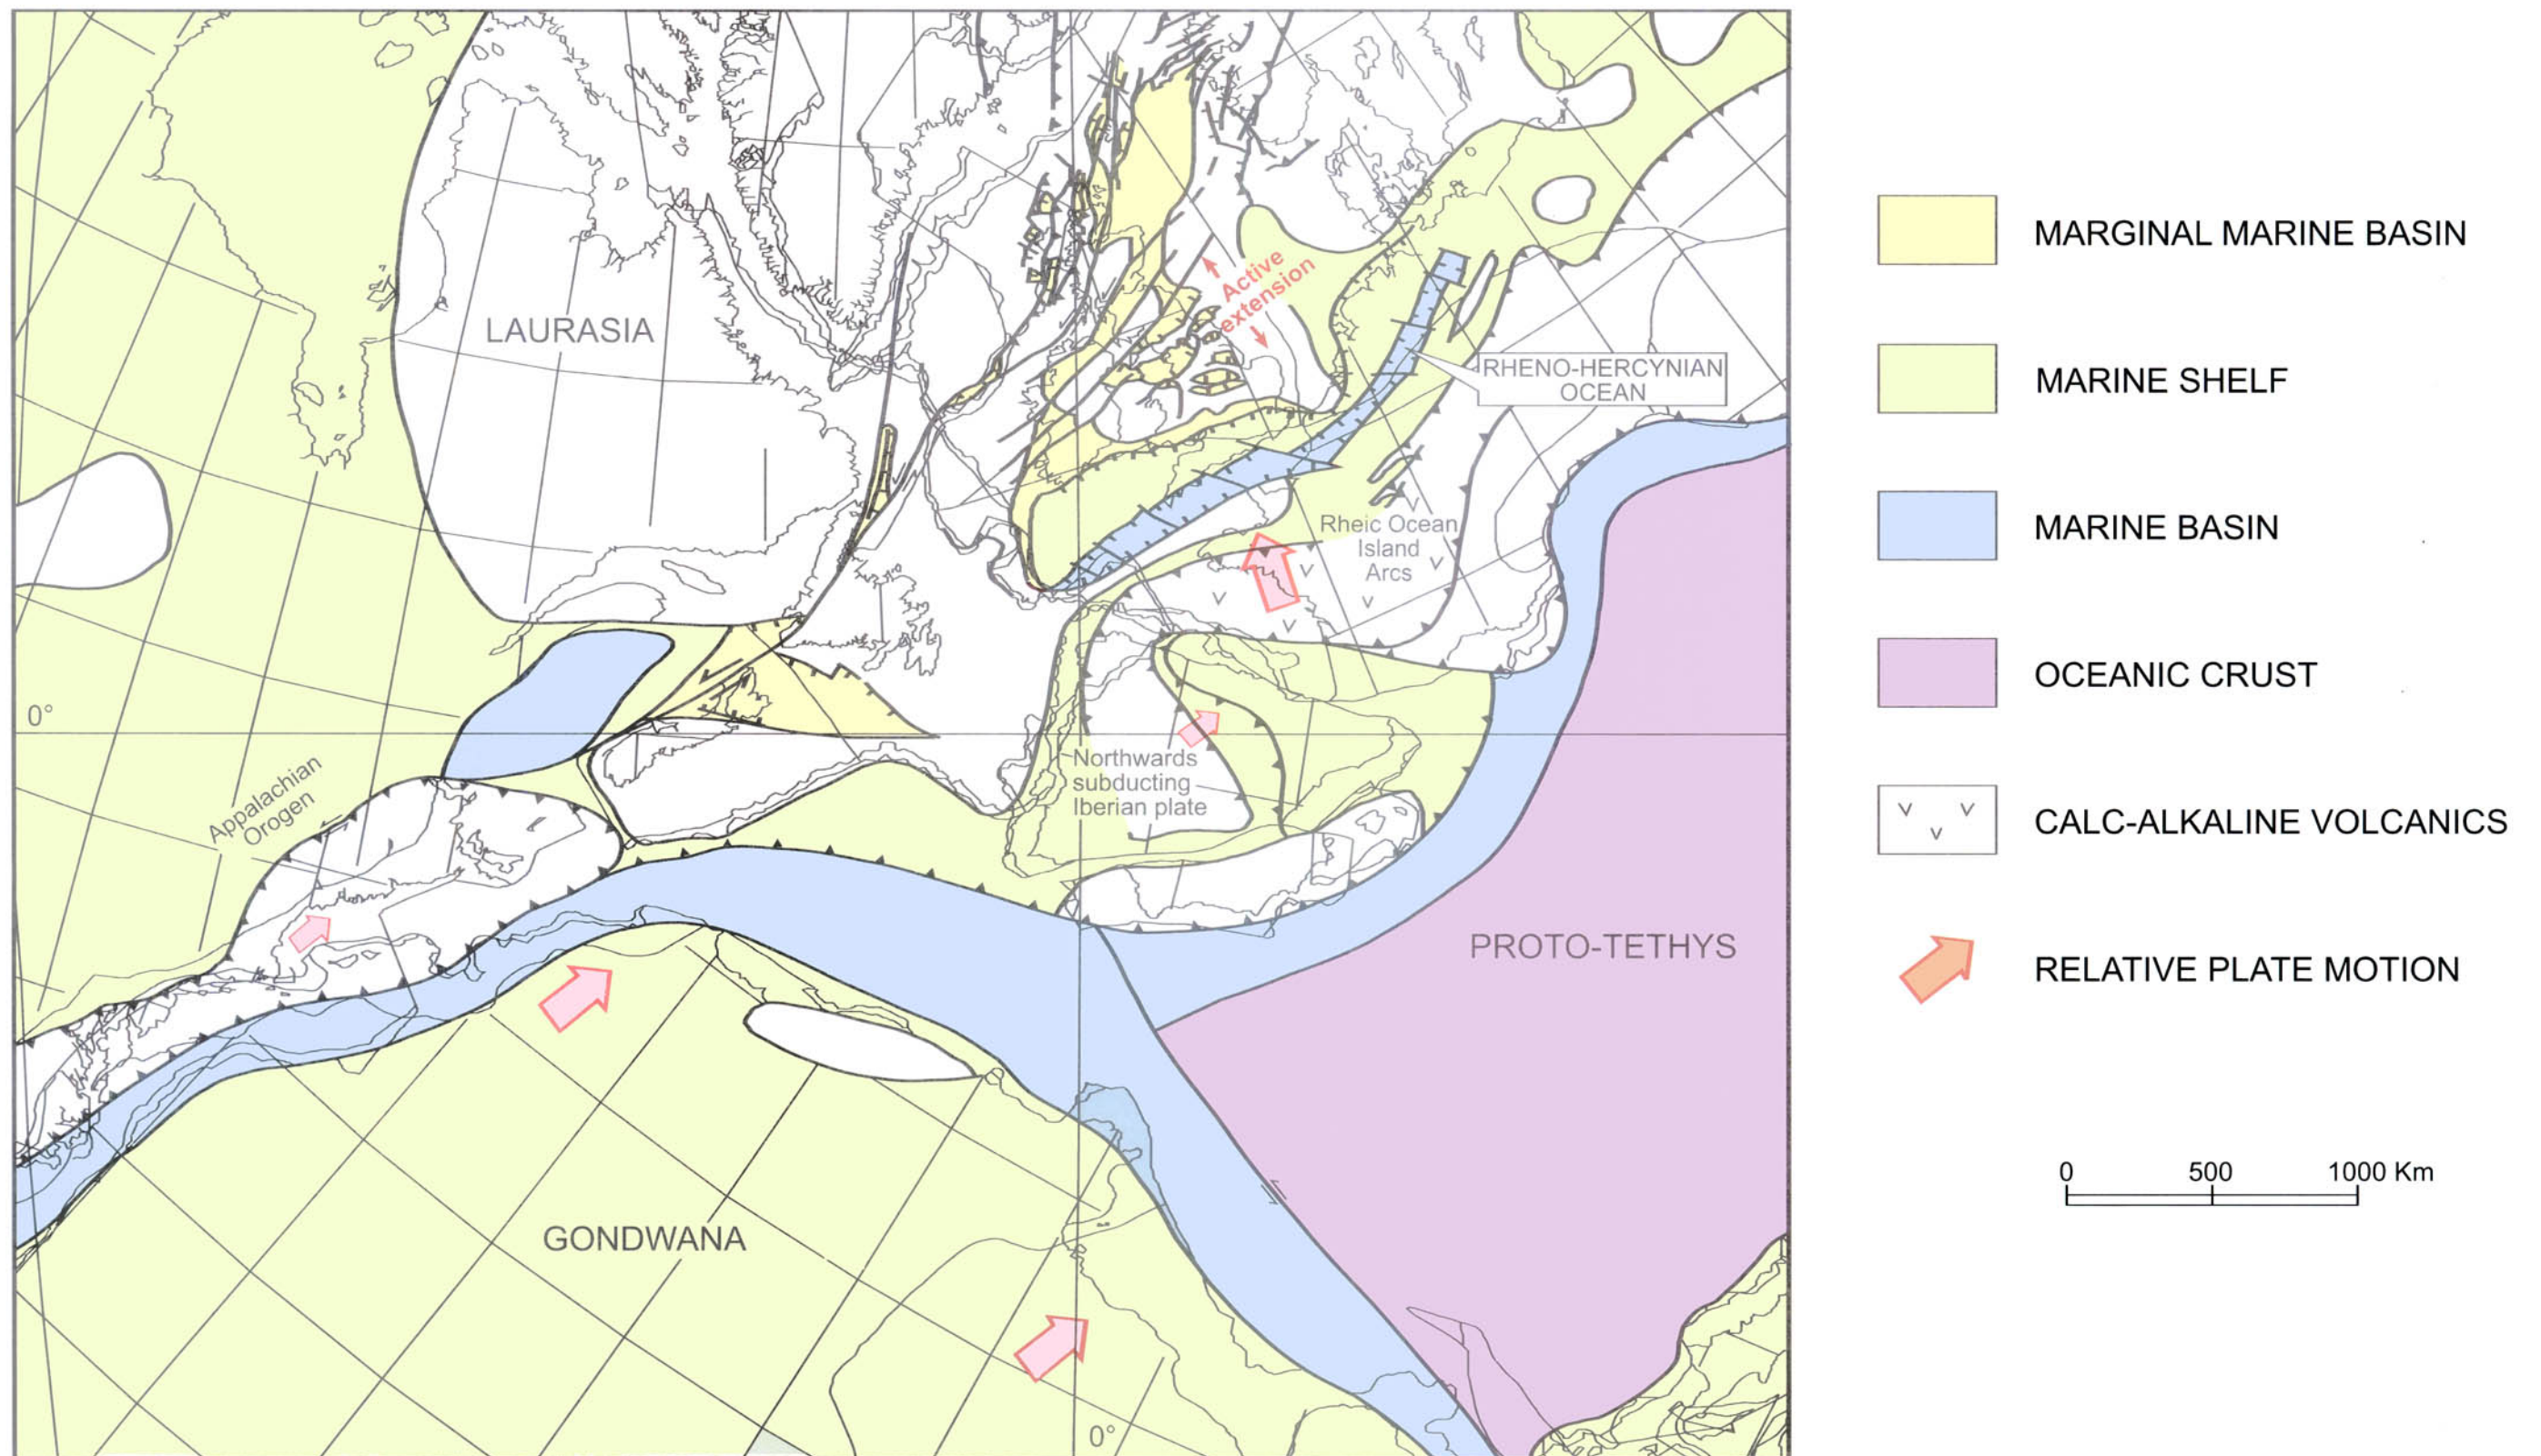 LAURASIA
Active
extension
RHENO-HERCYNIAN
OCEAN
Rheic Ocean
Island
Arcs
0°
Northwards
subducting
Iberian plate
Appalachian
Orogen
PROTO-TETHYS
GONDWANA
0°
MARGINAL MARINE BASIN
MARINE SHELF
MARINE BASIN
OCEANIC CRUST
CALC-ALKALINE VOLCANICS
RELATIVE PLATE MOTION
0 500 1000 Km